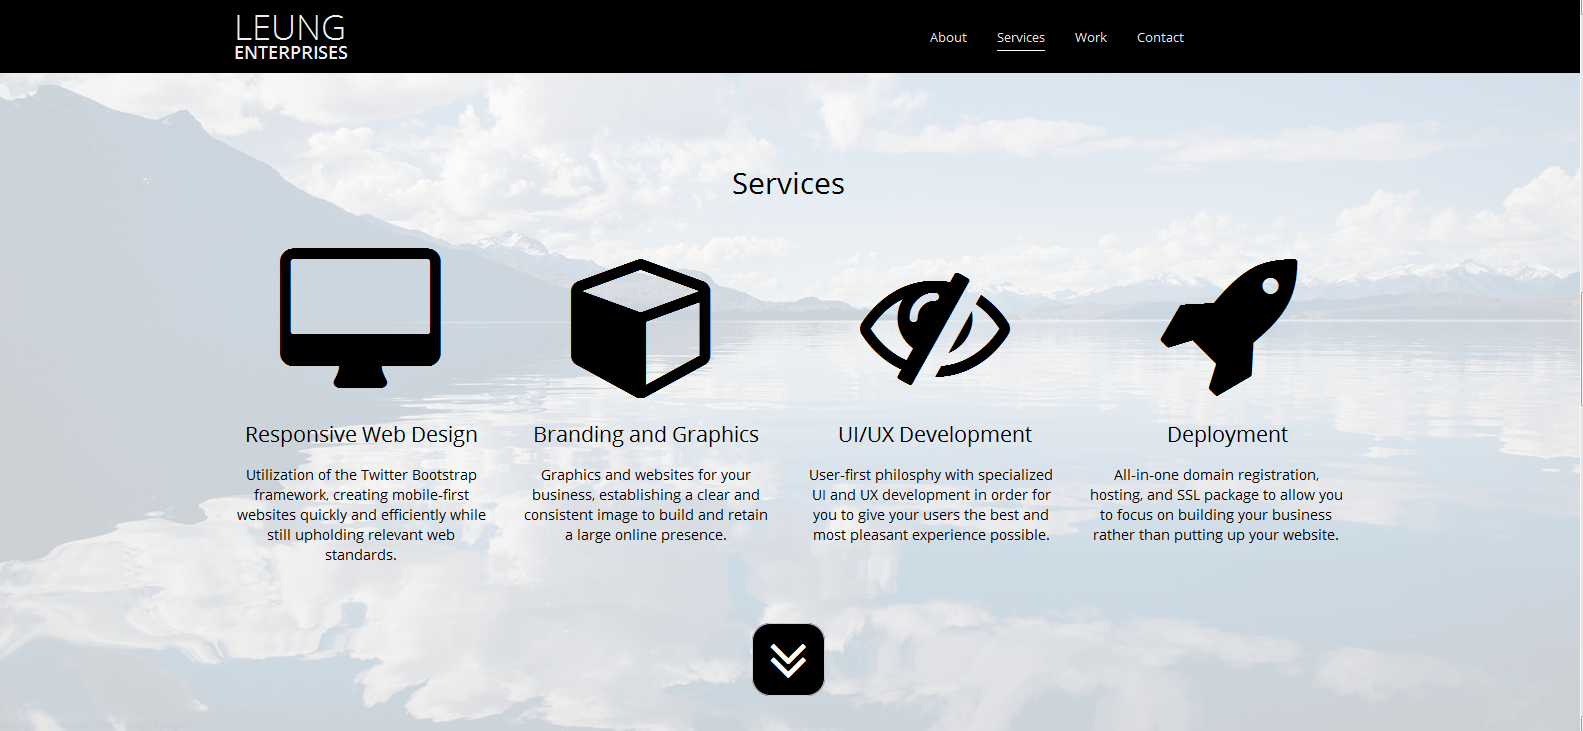 LEUNG
ENTERPRISES
About Services Work Contact
Services
Responsive Web Design
Utilization of the Twitter Bootstrap
framework, creating mobile-first
websites quickly and efficiently while
still upholding relevant web
standards.
Branding and Graphics
Graphics and websites for your
business, establishing a clear and
consistent image to build and retain
a large online presence.
UI/UX Development
User-first philosphy with specialized
UI and UX development in order for
you to give your users the best and
most pleasant experience possible.
Deployment
All-in-one domain registration,
hosting, and SSL package to allow you
to focus on building your business
rather than putting up your website.